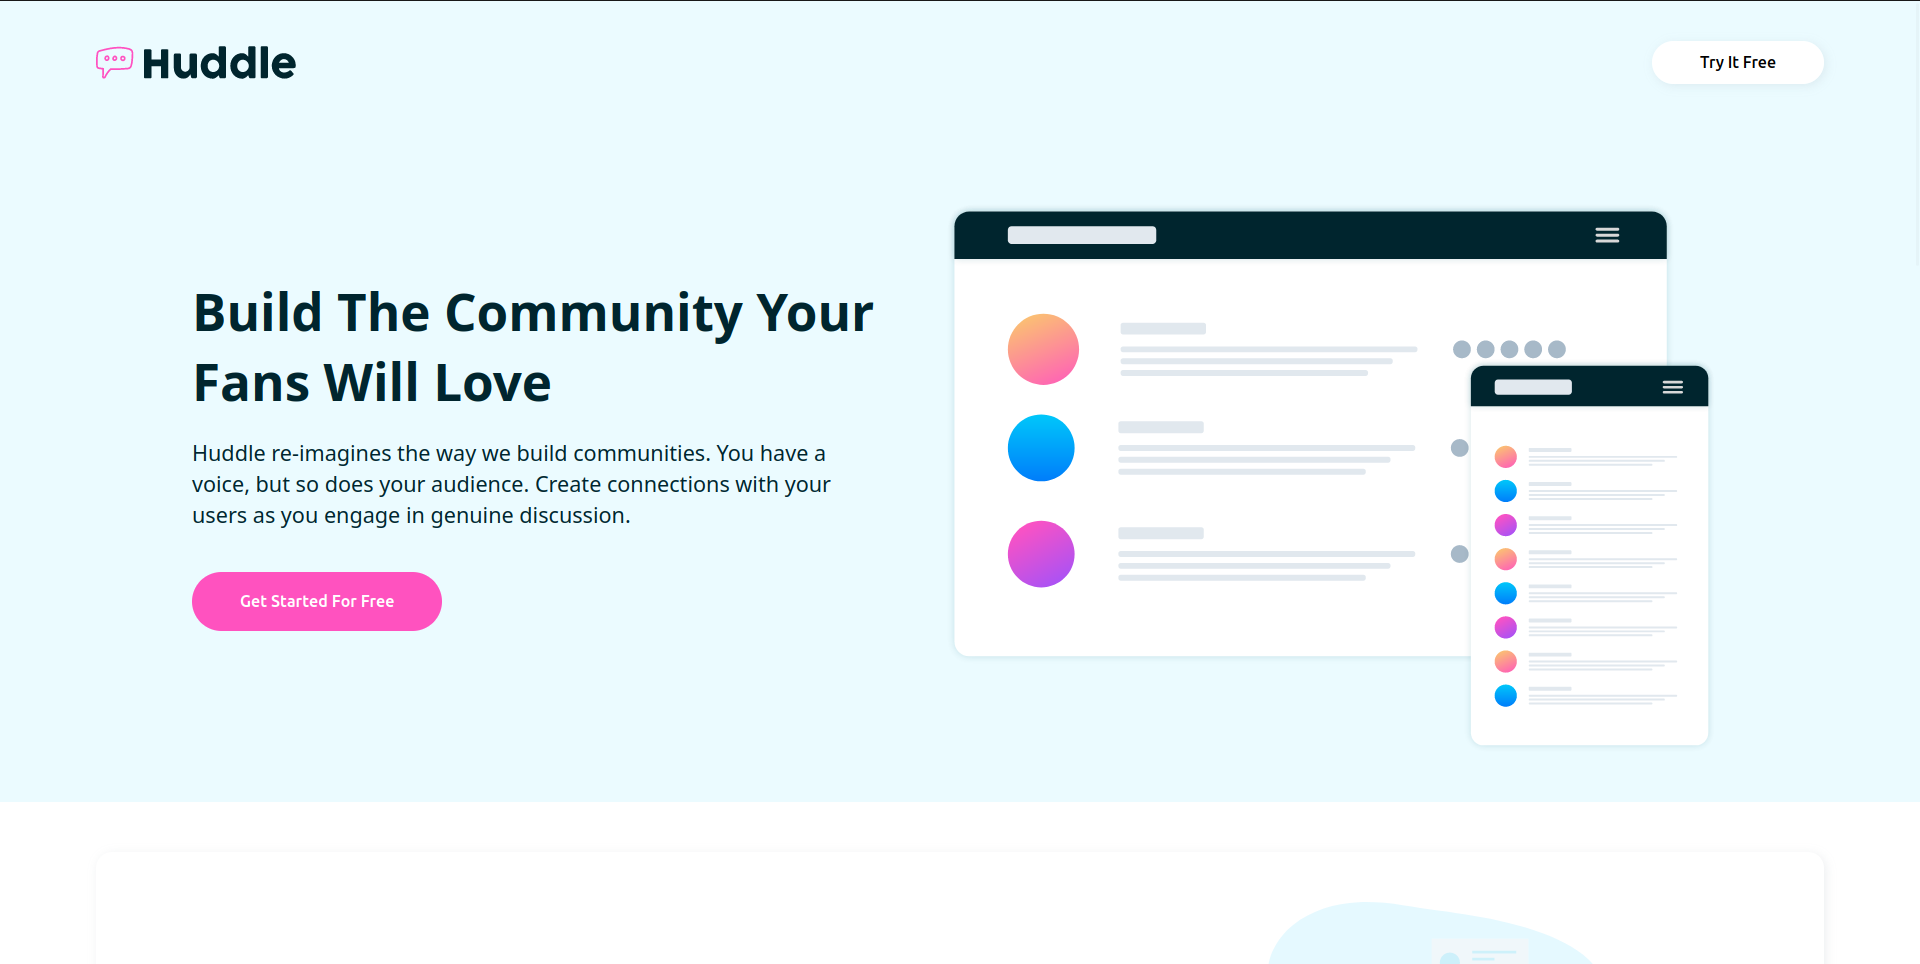 Huddle
Try It Free
Build The Community Your
Fans Will Love
Huddle re-imagines the way we build communities. You have a
voice, but so does your audience. Create connections with your
users as you engage in genuine discussion.
Get Started For Free